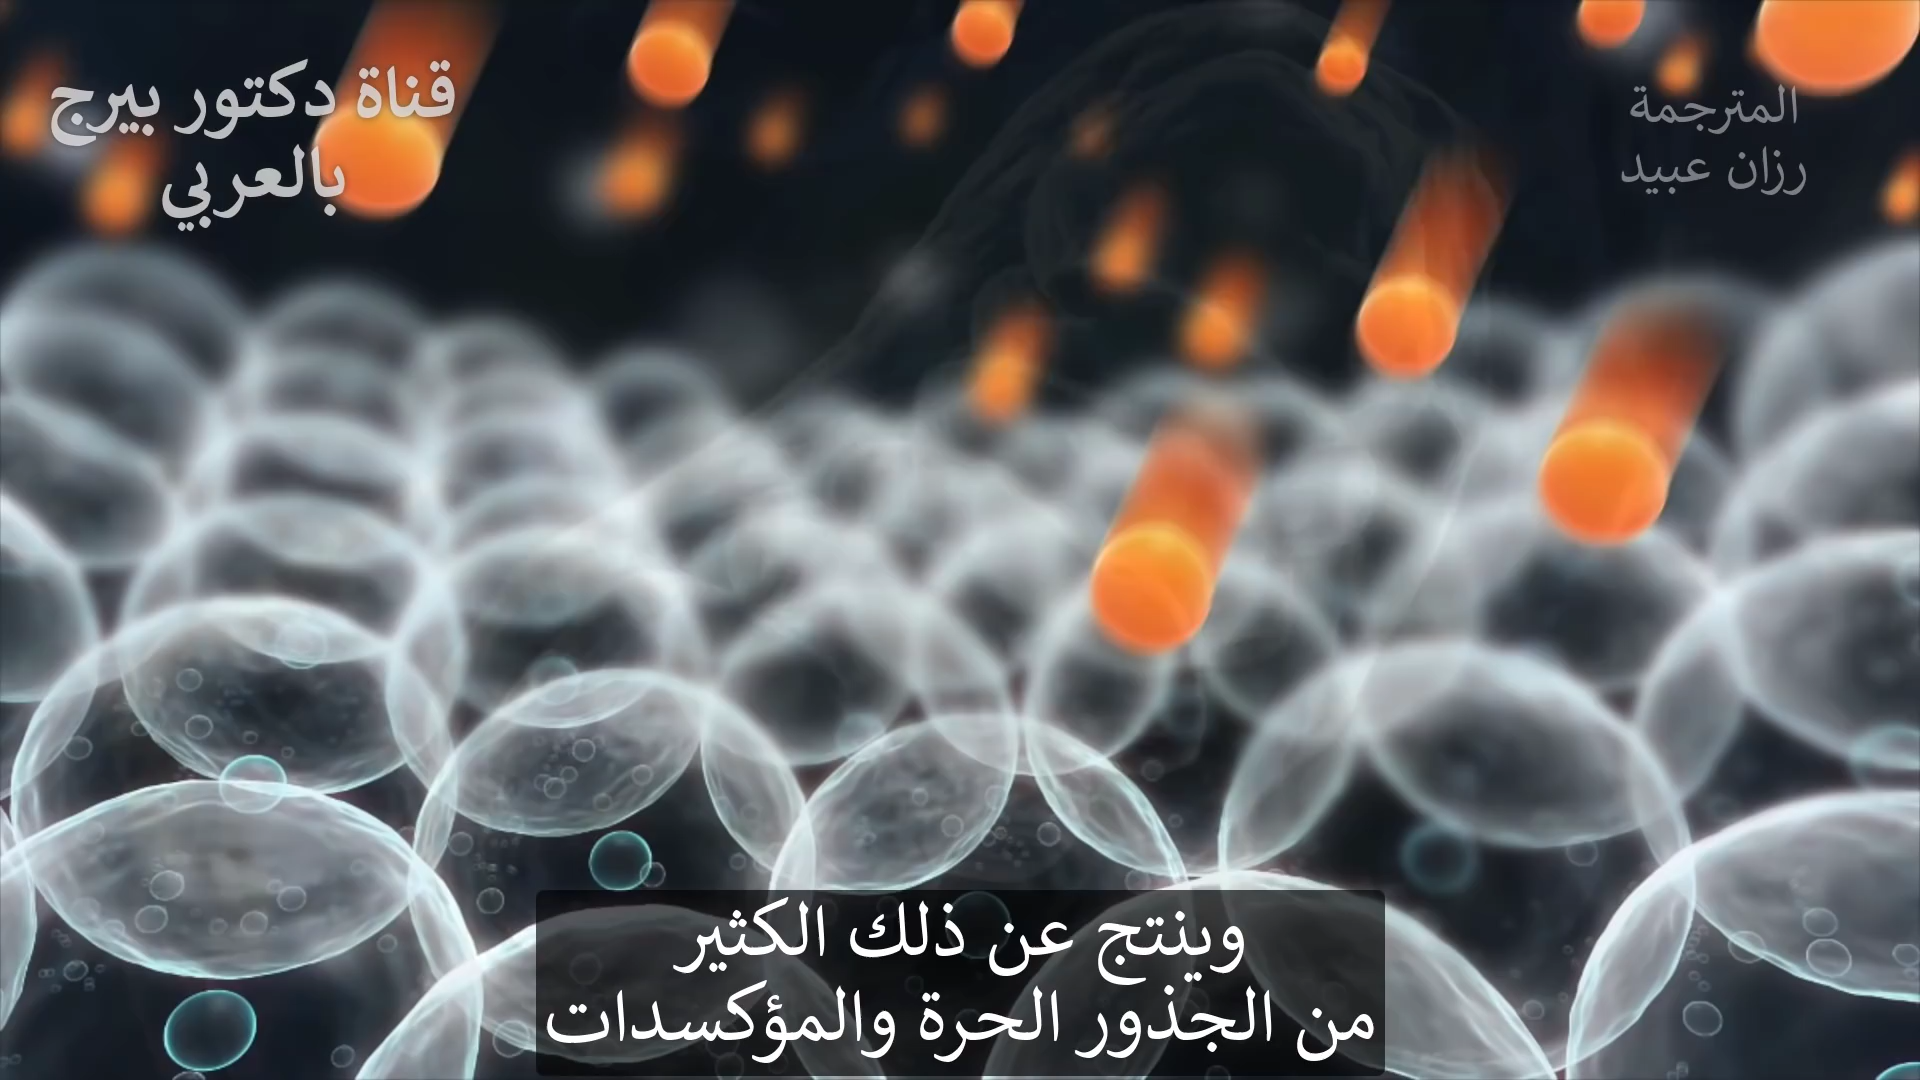 قناة دكتور بيرج
بالعربي
المترجمة
رزان عبيد
وينتج عن ذلك الكثير
من الجذور الحرة والمؤكسدات